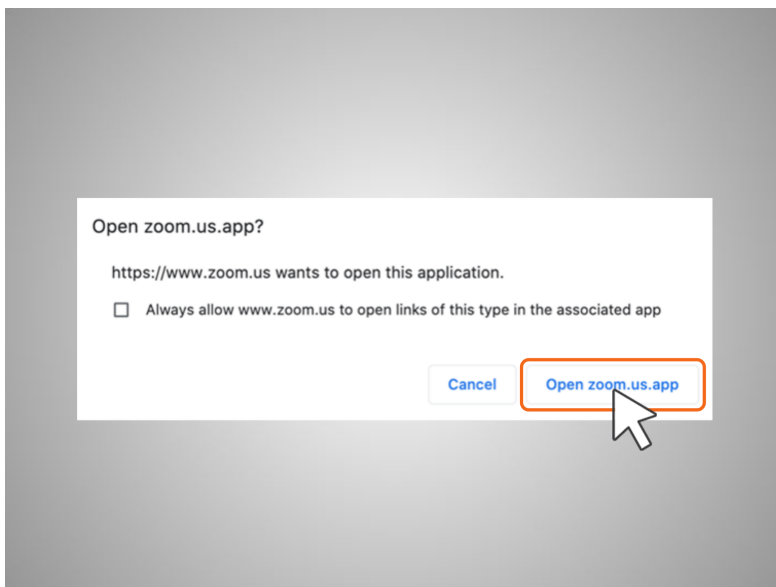 Open zoom.us.app?
https://www.zoom.us wants to open this application.
Always allow www.zoom.us to open links of this type in the associated app
Cancel
Open zoom.us.app